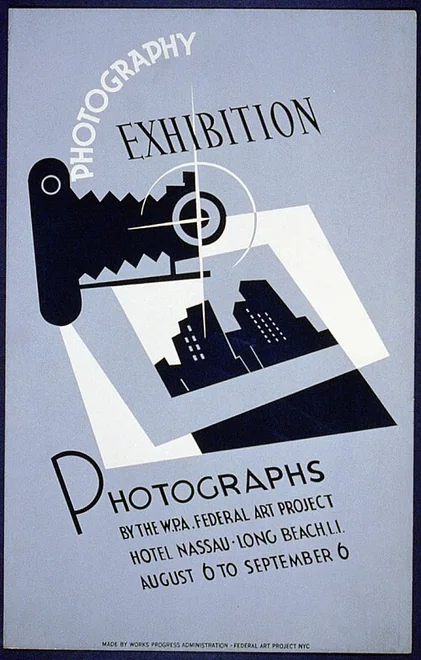 PHOTOGRAPHY
EXHIBITION
PHOTOGRAPHS
BY THE W.P.A. FEDERAL ART PROJECT
HOTEL NASSAU · LONG BEACH L.I.
AUGUST 6 TO SEPTEMBER 6
MADE BY WORKS PROGRESS ADMINISTRATION - FEDERAL ART PROJECT NYC